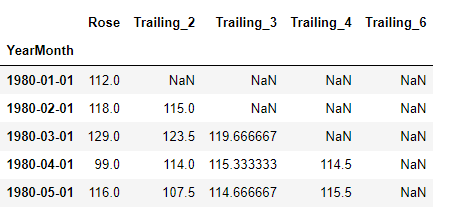 Rose Trailing_2 Trailing_3 Trailing_4 Trailing_6
YearMonth
1980-01-01 112.0 NaN NaN NaN NaN
1980-02-01 118.0 115.0 NaN NaN NaN
1980-03-01 129.0 123.5 119.666667 NaN NaN
1980-04-01 99.0 114.0 115.333333 114.5 NaN
1980-05-01 116.0 107.5 114.666667 115.5 NaN